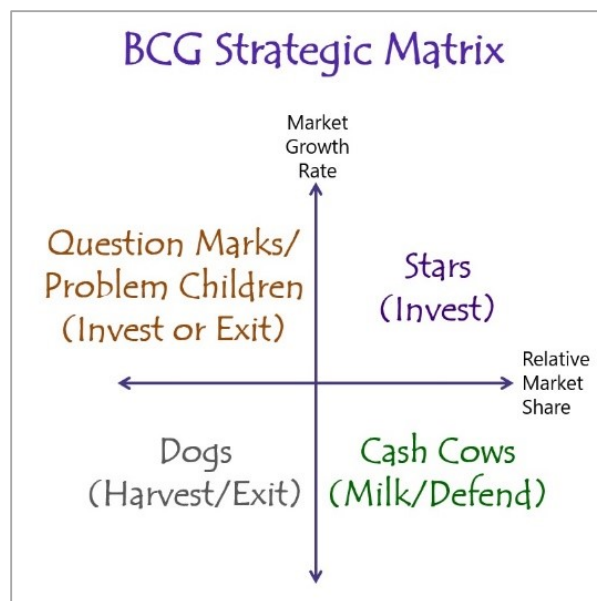 BCG Strategic Matrix
Market
Growth
Rate
Question Marks/
Problem Children
(Invest or Exit)
Stars
(Invest)
Relative
Market
Share
Dogs
(Harvest/Exit)
Cash Cows
(Milk/Defend)